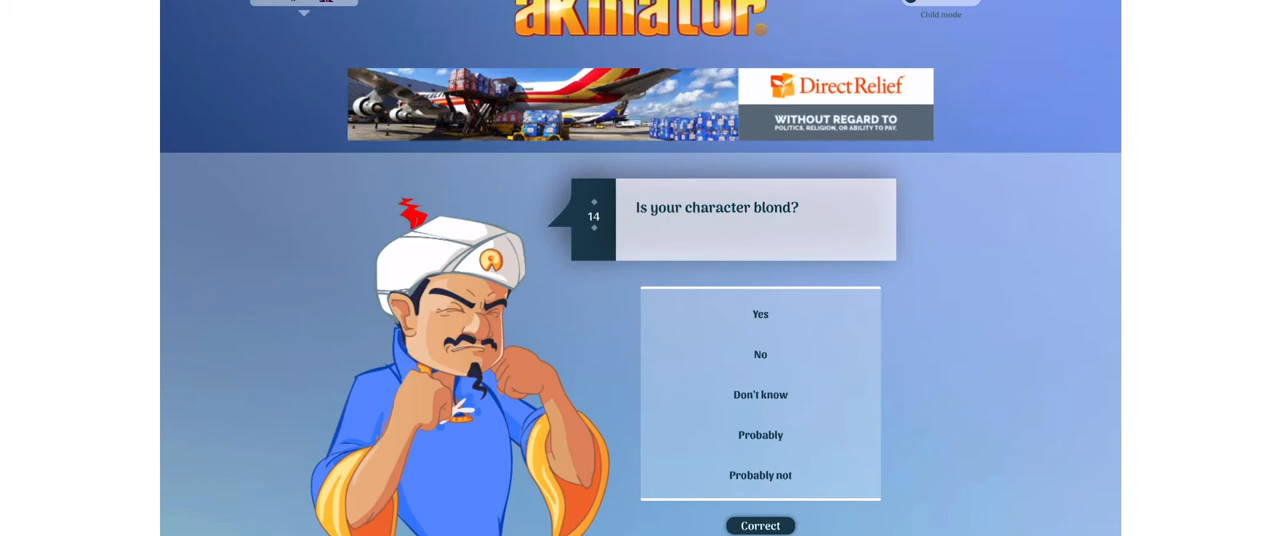 akinator®
Child mode
DirectRelief
WITHOUT REGARD TO
POLITICS, RELIGION, OR ABILITY TO PAY.
14
Is your character blond?
Yes
No
Don't know
Probably
Probably not
Correct